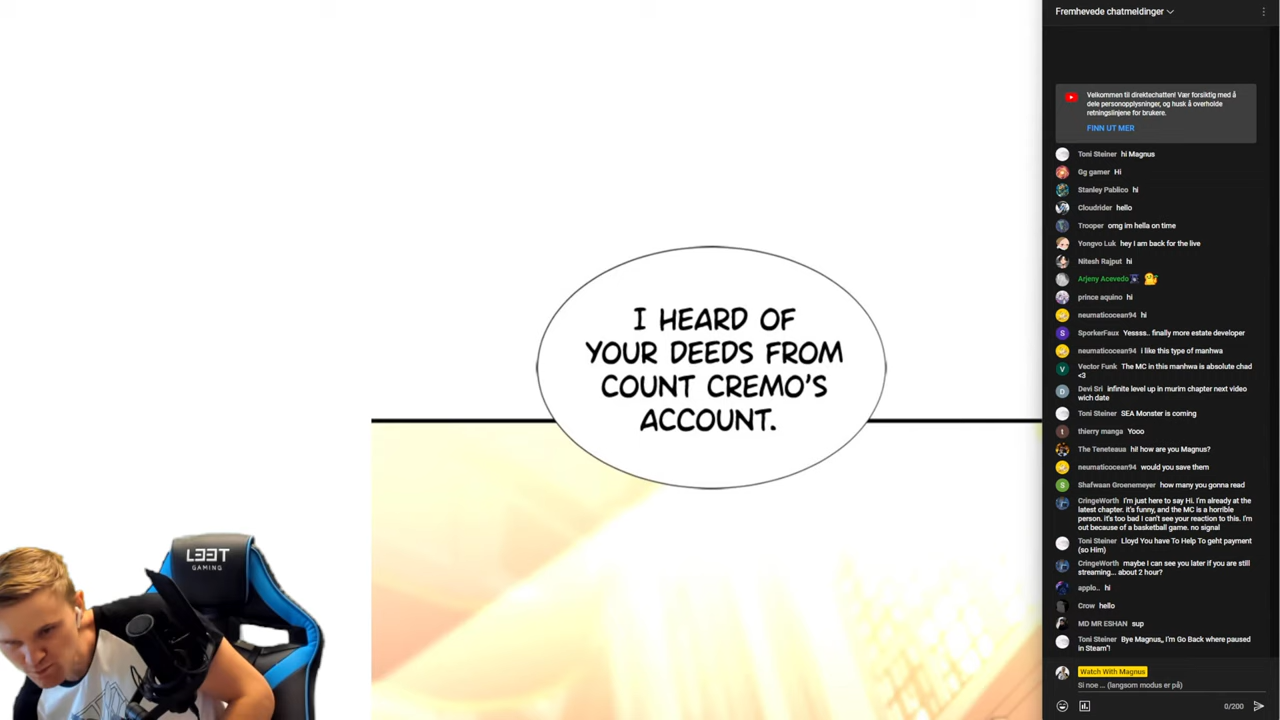 Fremhevede chatmeldinger
Velkommen til direktechatten! Vær forsiktig med å
dele personopplysninger, og husk å overholde
retningslinjene for brukere.
FINN UT MER
Toni Steiner hi Magnus
Gg gamer Hi
Stanley Pablico hi
Cloudrider hello
Trooper omg im hella on time
Yongvo Luk hey I am back for the live
Nitesh Rajput hi
Arjeny Acevedo
prince aquino hi
neumaticocean94 hi
S SporkerFaux Yessss.. finally more estate developer
neumaticocean94 i like this type of manhwa
V Vector Funk The MC in this manhwa is absolute chad
<3
D Devi Sri infinite level up in murim chapter next video
wich date
Toni Steiner SEA Monster is coming
t thierry manga Yooo
The Teneteaua hi! how are you Magnus?
neumaticocean94 would you save them
S Shafwaan Groenemeyer how many you gonna read
CringeWorth I'm just here to say Hi. I'm already at the
latest chapter. it's funny, and the MC is a horrible
person. it's too bad I can't see your reaction to this. I'm
out because of a basketball game. no signal
Toni Steiner Lloyd You have To Help To geht payment
(so Him)
CringeWorth maybe I can see you later if you are still
streaming... about 2 hour?
applo.. hi
Crow hello
MD MR ESHAN sup
Toni Steiner Bye Magnus,, I'm Go Back where paused
in Steam"!
Watch With Magnus
Si noe ... (langsom modus er på)
0/200
I HEARD OF
YOUR DEEDS FROM
COUNT CREMO'S
ACCOUNT.
L33T
GAMING